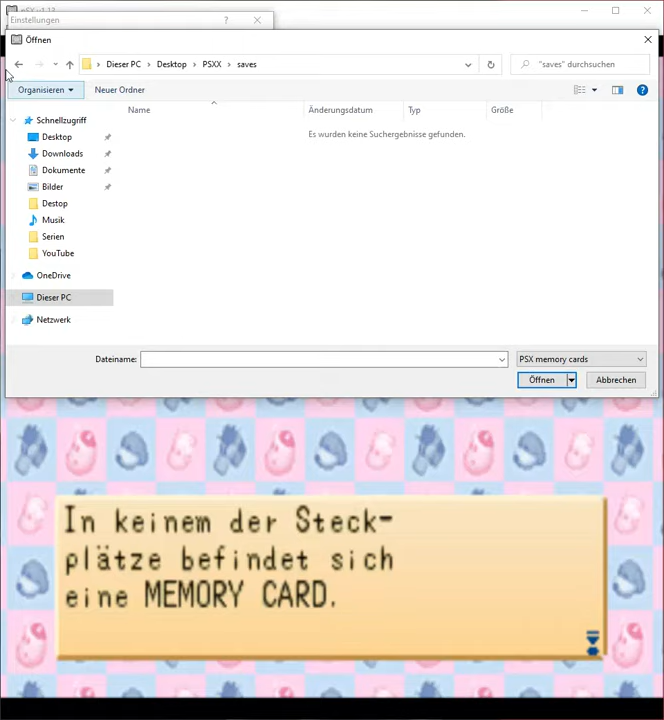 pSX v1.13
Einstellungen
?
Öffnen
Dieser PC > Desktop > PSXX > saves
"saves" durchsuchen
Organisieren
Neuer Ordner
Name
Änderungsdatum
Typ
Größe
Es wurden keine Suchergebnisse gefunden.
Schnellzugriff
Desktop
Downloads
Dokumente
Bilder
Destop
Musik
Serien
YouTube
OneDrive
Dieser PC
Netzwerk
Dateiname:
PSX memory cards
Öffnen
Abbrechen
In keinem der Steck-
plätze befindet sich
eine MEMORY CARD.